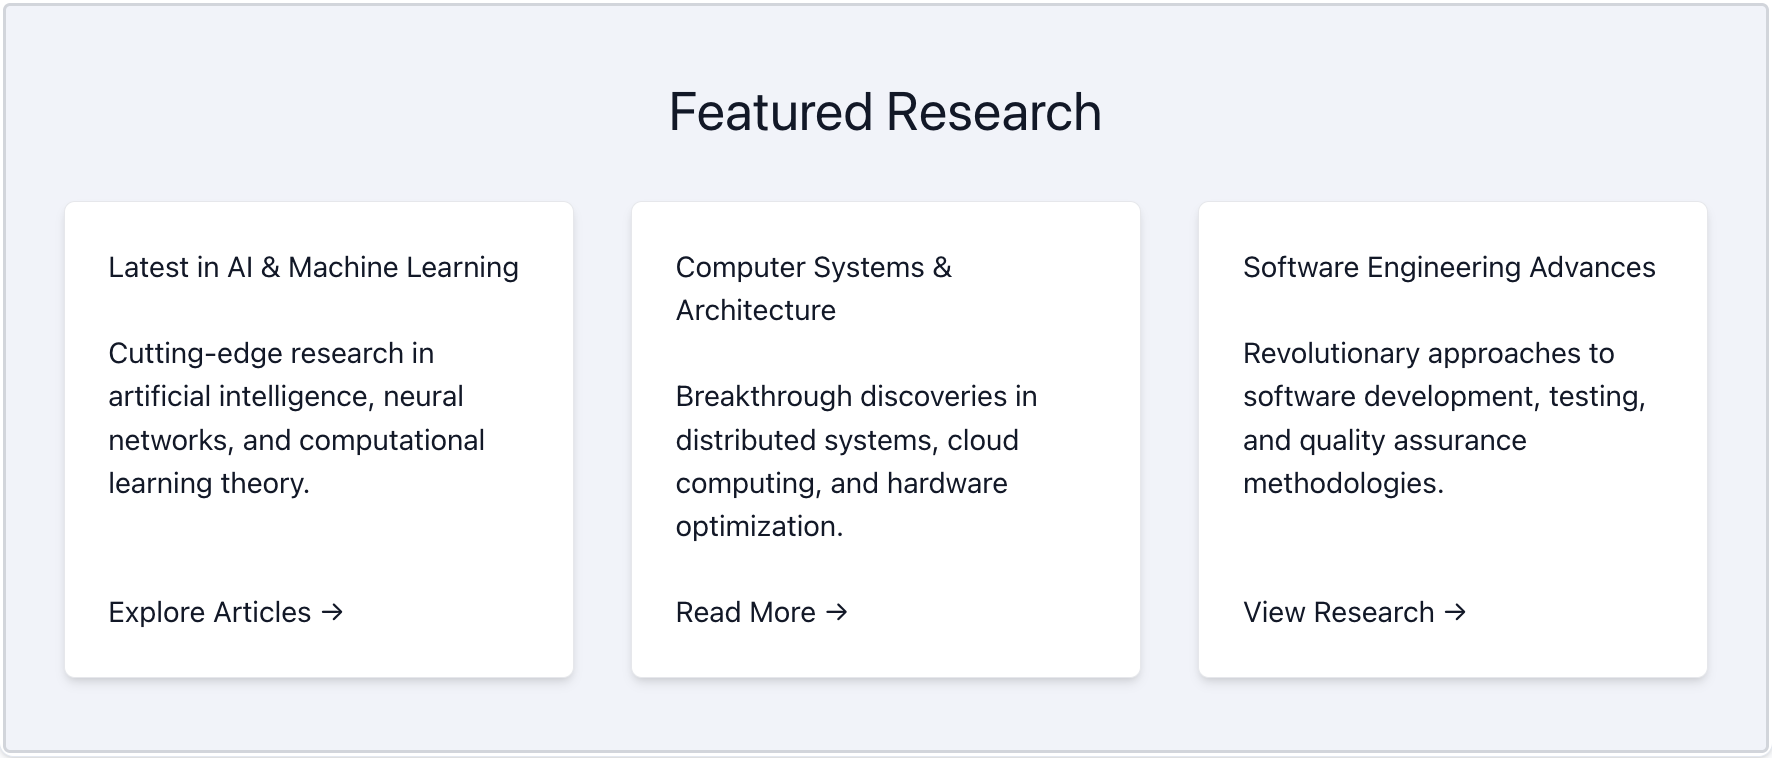 Featured Research
Latest in AI & Machine Learning
Cutting-edge research in
artificial intelligence, neural
networks, and computational
learning theory.
Explore Articles →
Computer Systems &
Architecture
Breakthrough discoveries in
distributed systems, cloud
computing, and hardware
optimization.
Read More →
Software Engineering Advances
Revolutionary approaches to
software development, testing,
and quality assurance
methodologies.
View Research →